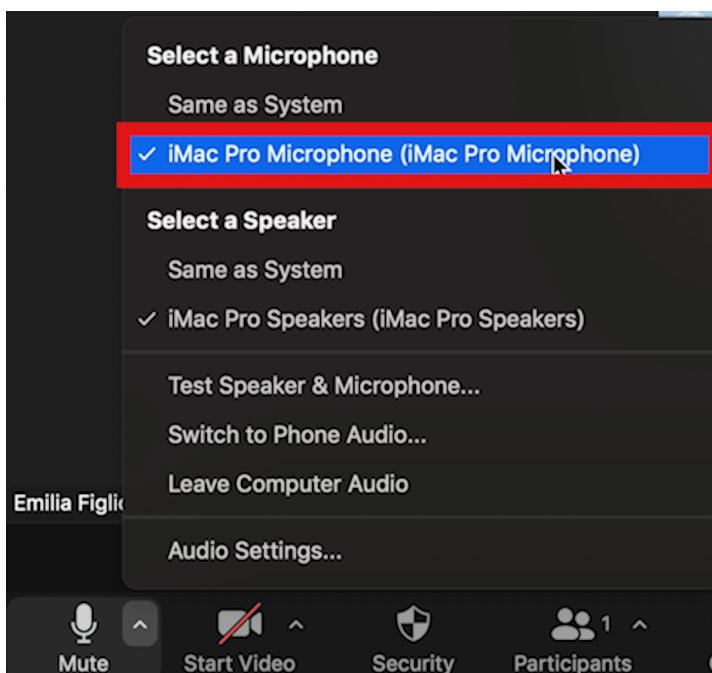 Select a Microphone
Same as System
iMac Pro Microphone (iMac Pro Microphone)
Select a Speaker
Same as System
iMac Pro Speakers (iMac Pro Speakers)
Test Speaker & Microphone...
Switch to Phone Audio...
Leave Computer Audio
Emilia
Audio Settings...
1
Mute Start Video Security Participants